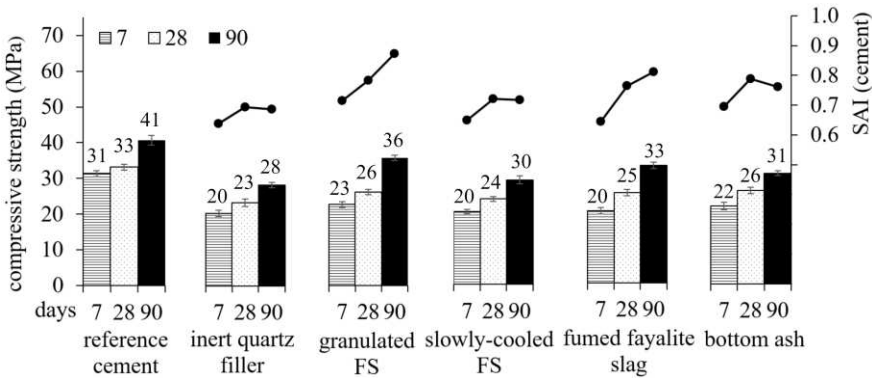 compressive strength (MPa)
70
60
50
40
30
20
10
0
7 28 90
31 33 41
20 23 28
23 26 36
20 24 30
20 25 33
22 26 31
1.0
0.9
0.8
0.7
0.6
SAI (cement)
days 7 28 90 7 28 90 7 28 90 7 28 90 7 28 90 7 28 90
reference inert quartz granulated slowly-cooled fumed fayalite bottom ash
cement filler FS FS slag